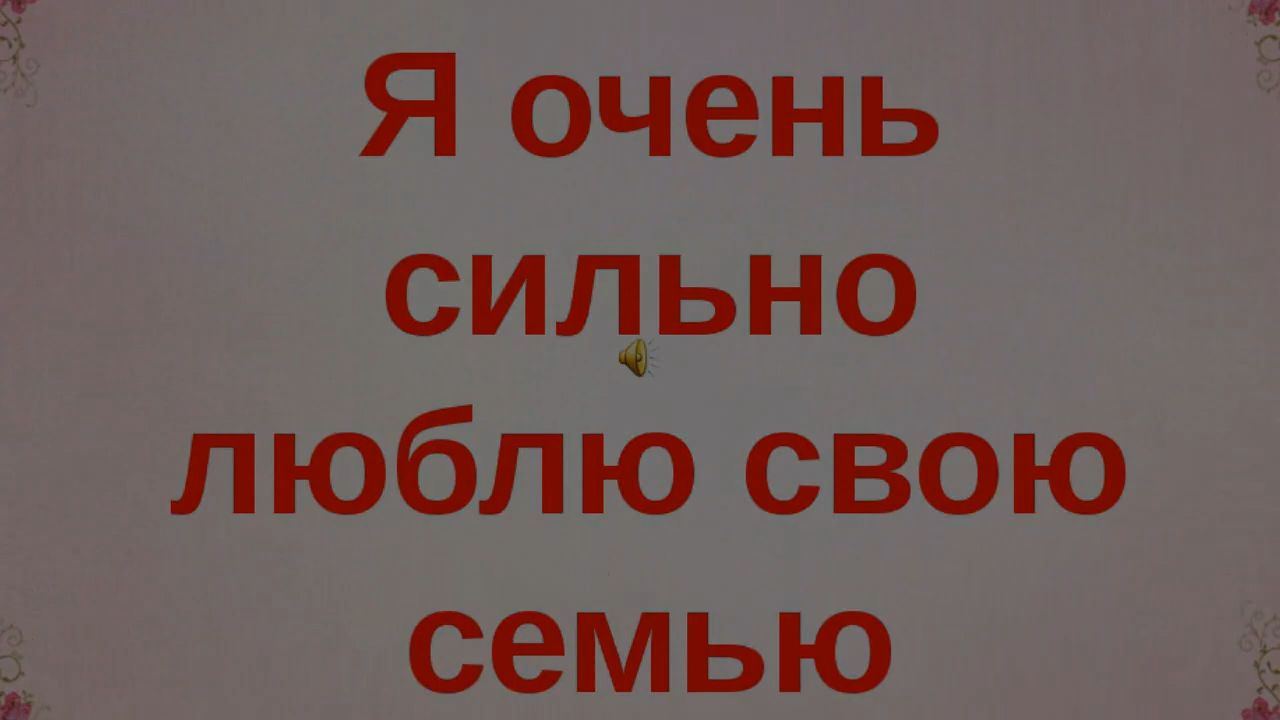 Я очень
сильно
люблю свою
семью